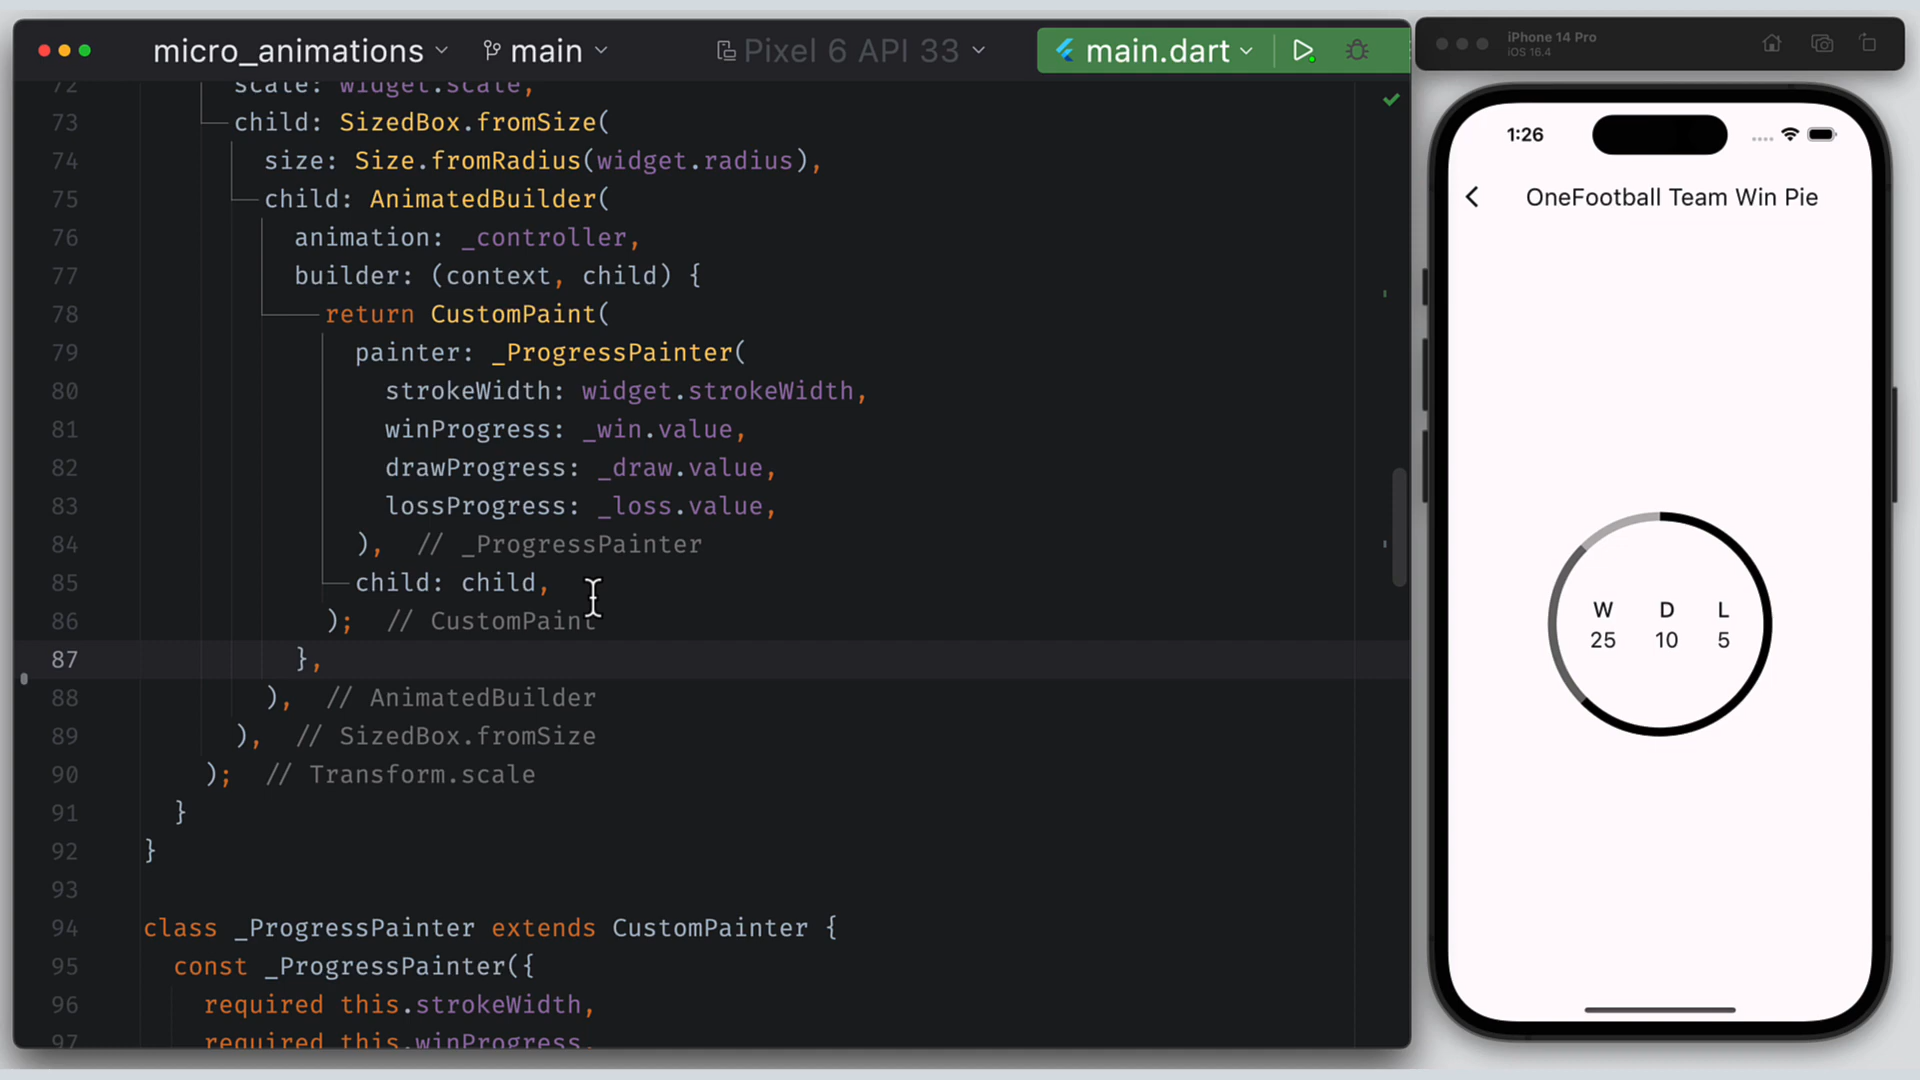 micro_animations main Pixel 6 API 33 main.dart
72 scale: widget.scale,
73 child: SizedBox.fromSize(
74 size: Size.fromRadius(widget.radius),
75 child: AnimatedBuilder(
76 animation: _controller,
77 builder: (context, child) {
78 return CustomPaint(
79 painter: _ProgressPainter(
80 strokeWidth: widget.strokeWidth,
81 winProgress: _win.value,
82 drawProgress: _draw.value,
83 lossProgress: _loss.value,
84 ), // _ProgressPainter
85 child: child,
86 ); // CustomPaint
87 },
88 ), // AnimatedBuilder
89 ), // SizedBox.fromSize
90 ); // Transform.scale
91 }
92 }
93
94 class _ProgressPainter extends CustomPainter {
95 const _ProgressPainter({
96 required this.strokeWidth,
97 required this.winProgress,
iPhone 14 Pro
iOS 16.4
1:26
OneFootball Team Win Pie
W D L
25 10 5